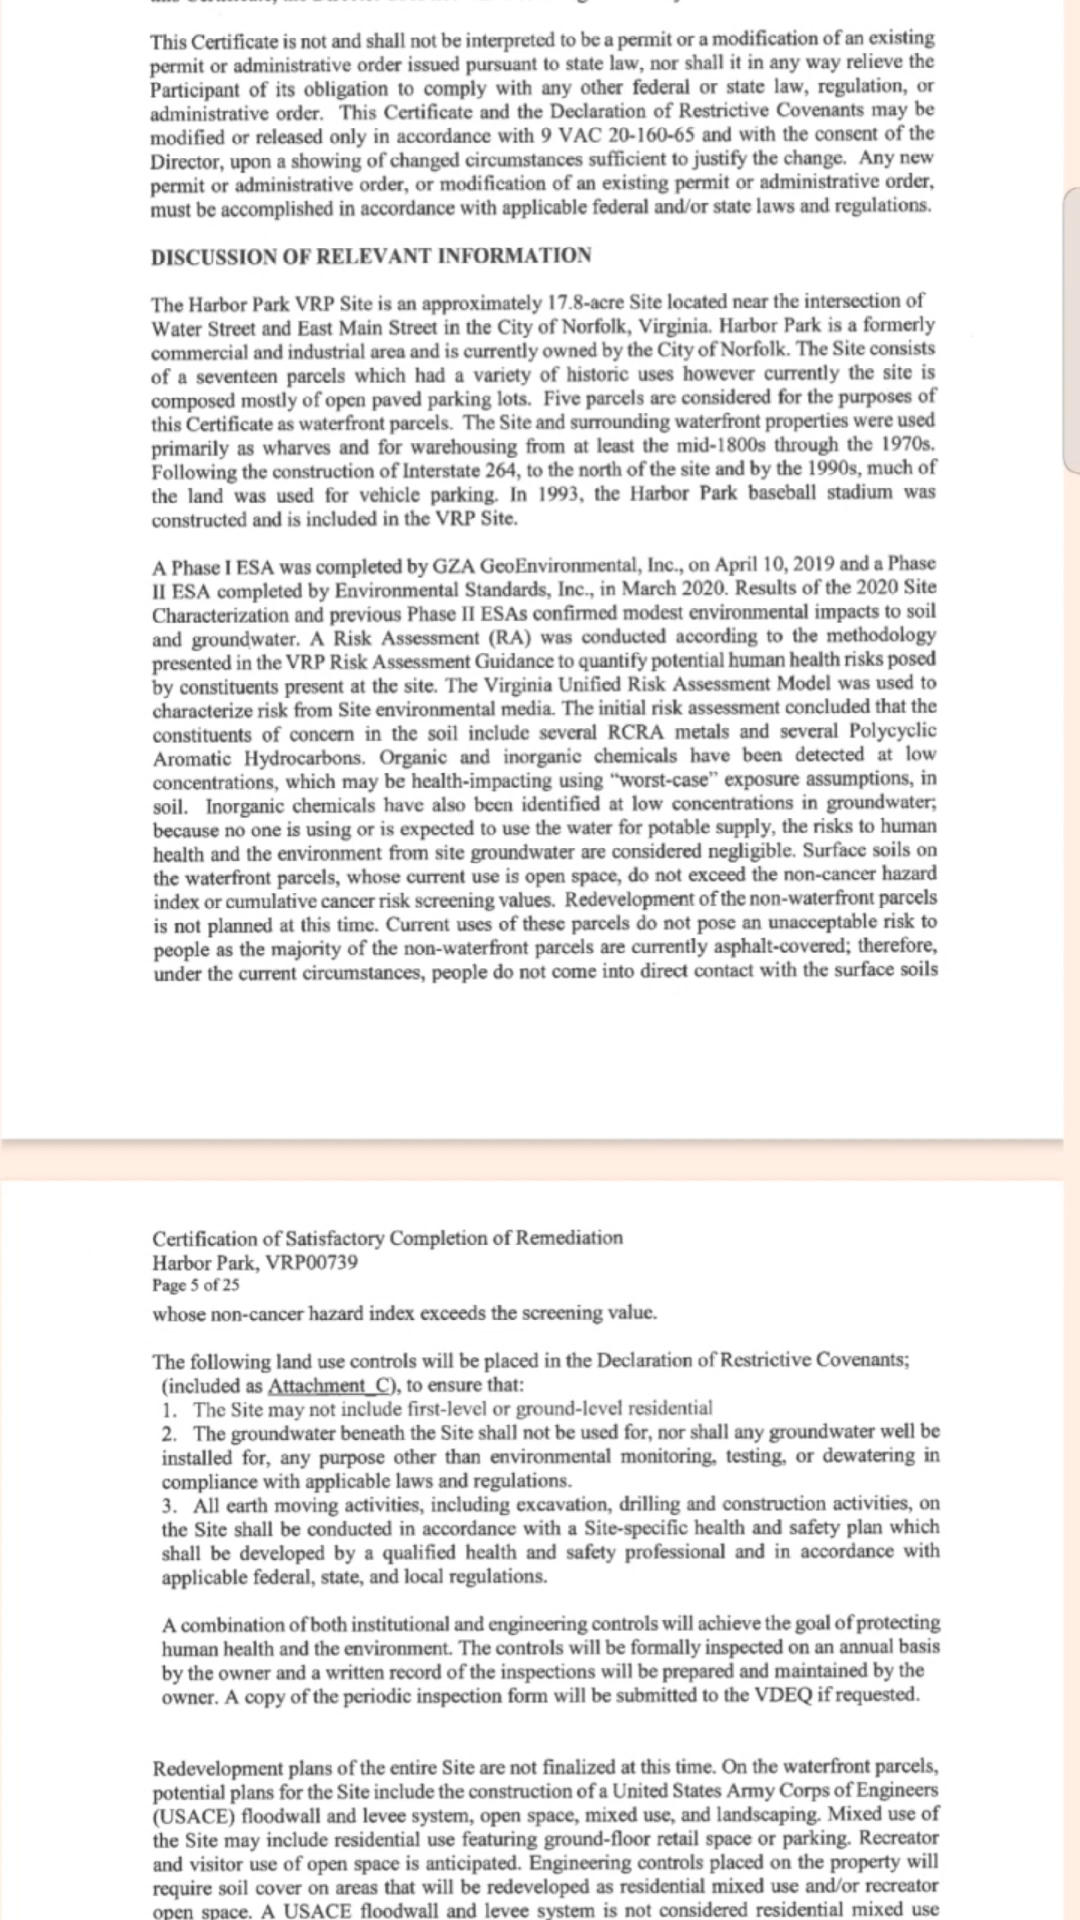 This Certificate is not and shall not be interpreted to be a permit or a modification of an existing
permit or administrative order issued pursuant to state law, nor shall it in any way relieve the
Participant of its obligation to comply with any other federal or state law, regulation, or
administrative order. This Certificate and the Declaration of Restrictive Covenants may be
modified or released only in accordance with 9 VAC 20-160-65 and with the consent of the
Director, upon a showing of changed circumstances sufficient to justify the change. Any new
permit or administrative order, or modification of an existing permit or administrative order,
must be accomplished in accordance with applicable federal and/or state laws and regulations.
DISCUSSION OF RELEVANT INFORMATION
The Harbor Park VRP Site is an approximately 17.8-acre Site located near the intersection of
Water Street and East Main Street in the City of Norfolk, Virginia. Harbor Park is a formerly
commercial and industrial area and is currently owned by the City of Norfolk. The Site consists
of a seventeen parcels which had a variety of historic uses however currently the site is
composed mostly of open paved parking lots. Five parcels are considered for the purposes of
this Certificate as waterfront parcels. The Site and surrounding waterfront properties were used
primarily as wharves and for warehousing from at least the mid-1800s through the 1970s.
Following the construction of Interstate 264, to the north of the site and by the 1990s, much of
the land was used for vehicle parking. In 1993, the Harbor Park baseball stadium was
constructed and is included in the VRP Site.
A Phase I ESA was completed by GZA GeoEnvironmental, Inc., on April 10, 2019 and a Phase
II ESA completed by Environmental Standards, Inc., in March 2020. Results of the 2020 Site
Characterization and previous Phase II ESAs confirmed modest environmental impacts to soil
and groundwater. A Risk Assessment (RA) was conducted according to the methodology
presented in the VRP Risk Assessment Guidance to quantify potential human health risks posed
by constituents present at the site. The Virginia Unified Risk Assessment Model was used to
characterize risk from Site environmental media. The initial risk assessment concluded that the
constituents of concern in the soil include several RCRA metals and several Polycyclic
Aromatic Hydrocarbons. Organic and inorganic chemicals have been detected at low
concentrations, which may be health-impacting using “worst-case” exposure assumptions, in
soil. Inorganic chemicals have also been identified at low concentrations in groundwater;
because no one is using or is expected to use the water for potable supply, the risks to human
health and the environment from site groundwater are considered negligible. Surface soils on
the waterfront parcels, whose current use is open space, do not exceed the non-cancer hazard
index or cumulative cancer risk screening values. Redevelopment of the non-waterfront parcels
is not planned at this time. Current uses of these parcels do not pose an unacceptable risk to
people as the majority of the non-waterfront parcels are currently asphalt-covered; therefore,
under the current circumstances, people do not come into direct contact with the surface soils
Certification of Satisfactory Completion of Remediation
Harbor Park, VRP00739
Page 5 of 25
whose non-cancer hazard index exceeds the screening value.
The following land use controls will be placed in the Declaration of Restrictive Covenants;
(included as Attachment C), to ensure that:
1. The Site may not include first-level or ground-level residential
2. The groundwater beneath the Site shall not be used for, nor shall any groundwater well be
installed for, any purpose other than environmental monitoring, testing, or dewatering in
compliance with applicable laws and regulations.
3. All earth moving activities, including excavation, drilling and construction activities, on
the Site shall be conducted in accordance with a Site-specific health and safety plan which
shall be developed by a qualified health and safety professional and in accordance with
applicable federal, state, and local regulations.
A combination of both institutional and engineering controls will achieve the goal of protecting
human health and the environment. The controls will be formally inspected on an annual basis
by the owner and a written record of the inspections will be prepared and maintained by the
owner. A copy of the periodic inspection form will be submitted to the VDEQ if requested.
Redevelopment plans of the entire Site are not finalized at this time. On the waterfront parcels,
potential plans for the Site include the construction of a United States Army Corps of Engineers
(USACE) floodwall and levee system, open space, mixed use, and landscaping. Mixed use of
the Site may include residential use featuring ground-floor retail space or parking. Recreator
and visitor use of open space is anticipated. Engineering controls placed on the property will
require soil cover on areas that will be redeveloped as residential mixed use and/or recreator
open space. A USACE floodwall and levee system is not considered residential mixed use